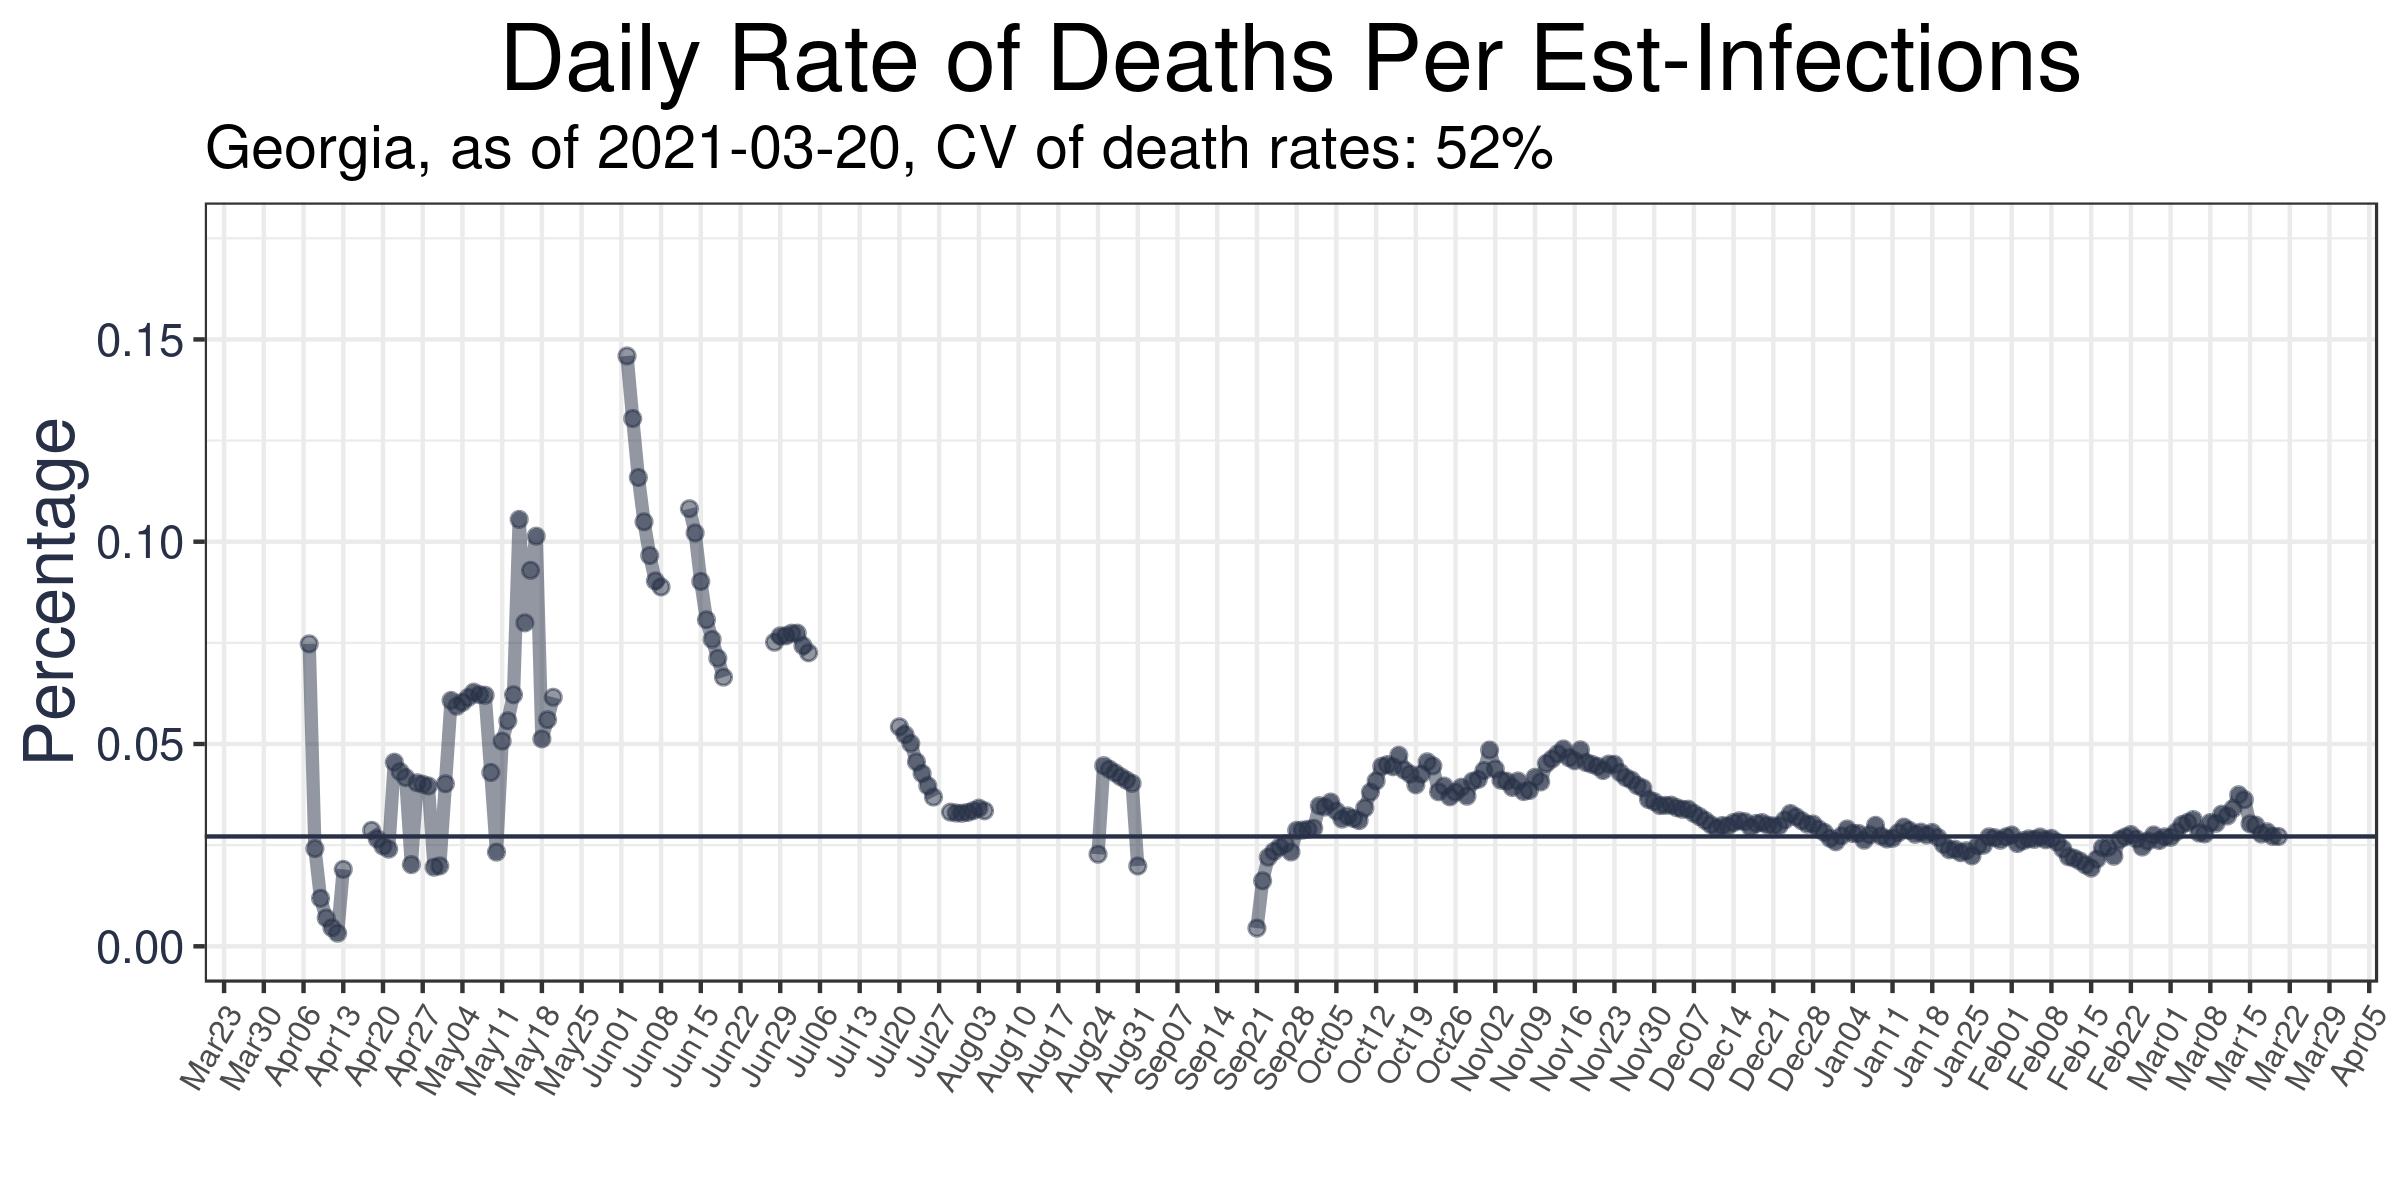 Daily Rate of Deaths Per Est-Infections
Georgia, as of 2021-03-20, CV of death rates: 52%
Percentage
0.15
0.10
0.05
0.00
Mar23 Mar30 Apr06 Apr13 Apr20 Apr27 May04 May11 May18 May25 Jun01 Jun08 Jun15 Jun22 Jun29 Jul06 Jul13 Jul20 Jul27 Aug03 Aug10 Aug17 Aug24 Aug31 Sep07 Sep14 Sep21 Sep28 Oct05 Oct12 Oct19 Oct26 Nov02 Nov09 Nov16 Nov23 Nov30 Dec07 Dec14 Dec21 Dec28 Jan04 Jan11 Jan18 Jan25 Feb01 Feb08 Feb15 Feb22 Mar01 Mar08 Mar15 Mar22 Mar29 Apr05